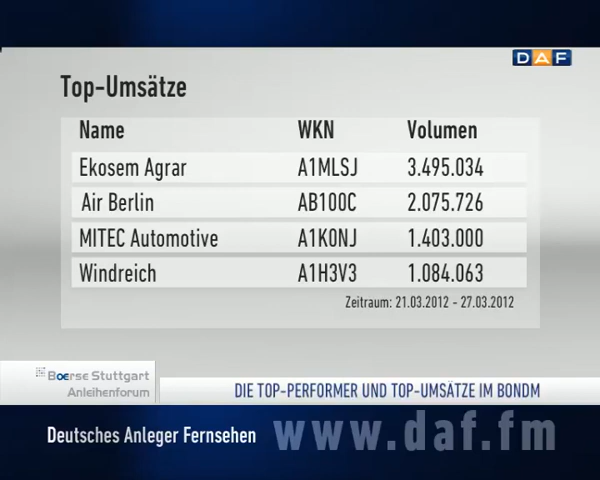 DAF
Top-Umsätze
Name WKN Volumen
Ekosem Agrar A1MLSJ 3.495.034
Air Berlin AB100C 2.075.726
MITEC Automotive A1K0NJ 1.403.000
Windreich A1H3V3 1.084.063
Zeitraum: 21.03.2012 - 27.03.2012
Boerse Stuttgart
Anleihenforum
DIE TOP-PERFORMER UND TOP-UMSÄTZE IM BONDM
Deutsches Anleger Fernsehen www.daf.fm